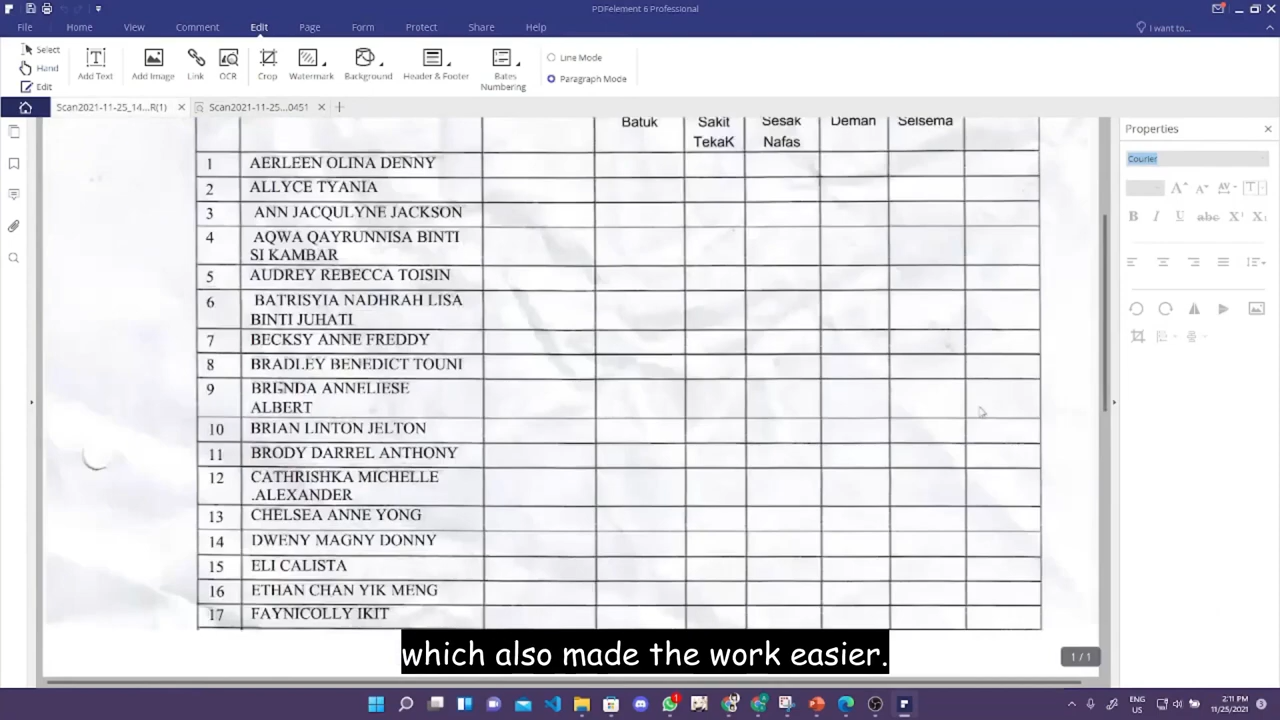 PDFelement 6 Professional
File Home View Comment Edit Page Form Protect Share Help I want to...
Select
Hand
Edit
Add Text Add Image Link OCR Crop Watermark Background Header & Footer Bates Numbering
Line Mode
Paragraph Mode
Scan2021-11-25_14...R(1) Scan2021-11-25...0451
Properties
Courier
Batuk Sakit TekaK Sesak Nafas Deman Selsema
1 AERLEEN OLINA DENNY
2 ALLYCE TYANIA
3 ANN JACQULYNE JACKSON
4 AQWA QAYRUNNISA BINTI
SI KAMBAR
5 AUDREY REBECCA TOISIN
6 BATRISYIA NADHRAH LISA
BINTI JUHATI
7 BECKSY ANNE FREDDY
8 BRADLEY BENEDICT TOUNI
9 BRENDA ANNELIESE
ALBERT
10 BRIAN LINTON JELTON
11 BRODY DARREL ANTHONY
12 CATHRISHKA MICHELLE
.ALEXANDER
13 CHELSEA ANNE YONG
14 DWENY MAGNY DONNY
15 ELI CALISTA
16 ETHAN CHAN YIK MENG
17 FAYNICOLLY IKIT
which also made the work easier.
1 / 1
ENG
US
2:11 PM
11/25/2021